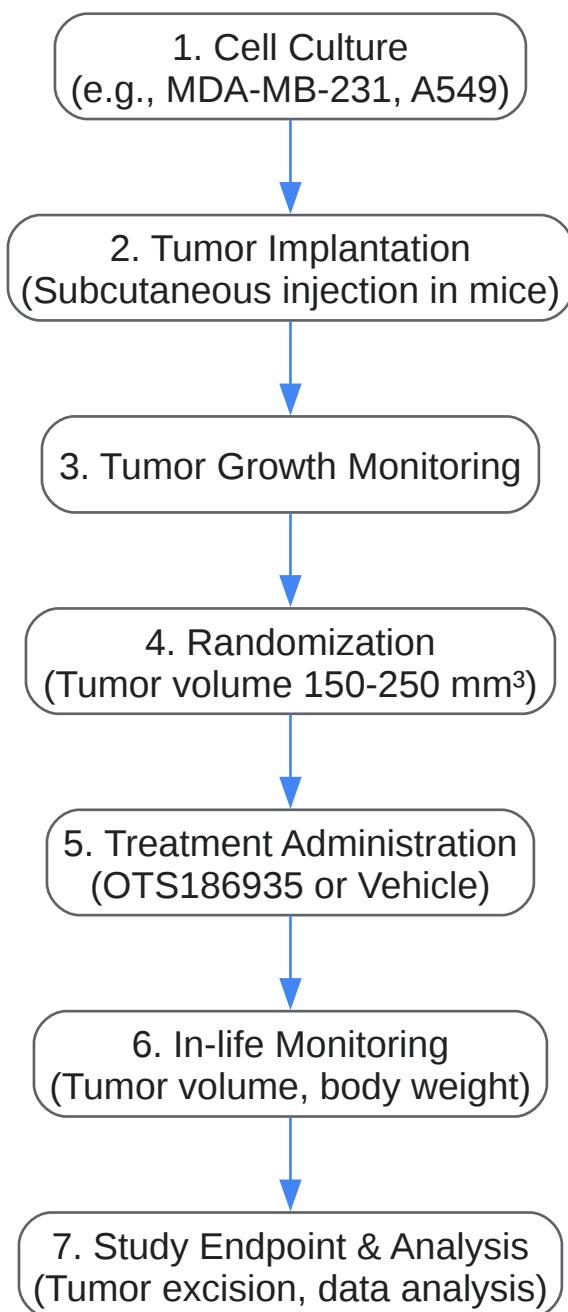 1. Cell Culture
(e.g., MDA-MB-231, A549)
2. Tumor Implantation
(Subcutaneous injection in mice)
3. Tumor Growth Monitoring
4. Randomization
(Tumor volume 150-250 mm³)
5. Treatment Administration
(OTS186935 or Vehicle)
6. In-life Monitoring
(Tumor volume, body weight)
7. Study Endpoint & Analysis
(Tumor excision, data analysis)